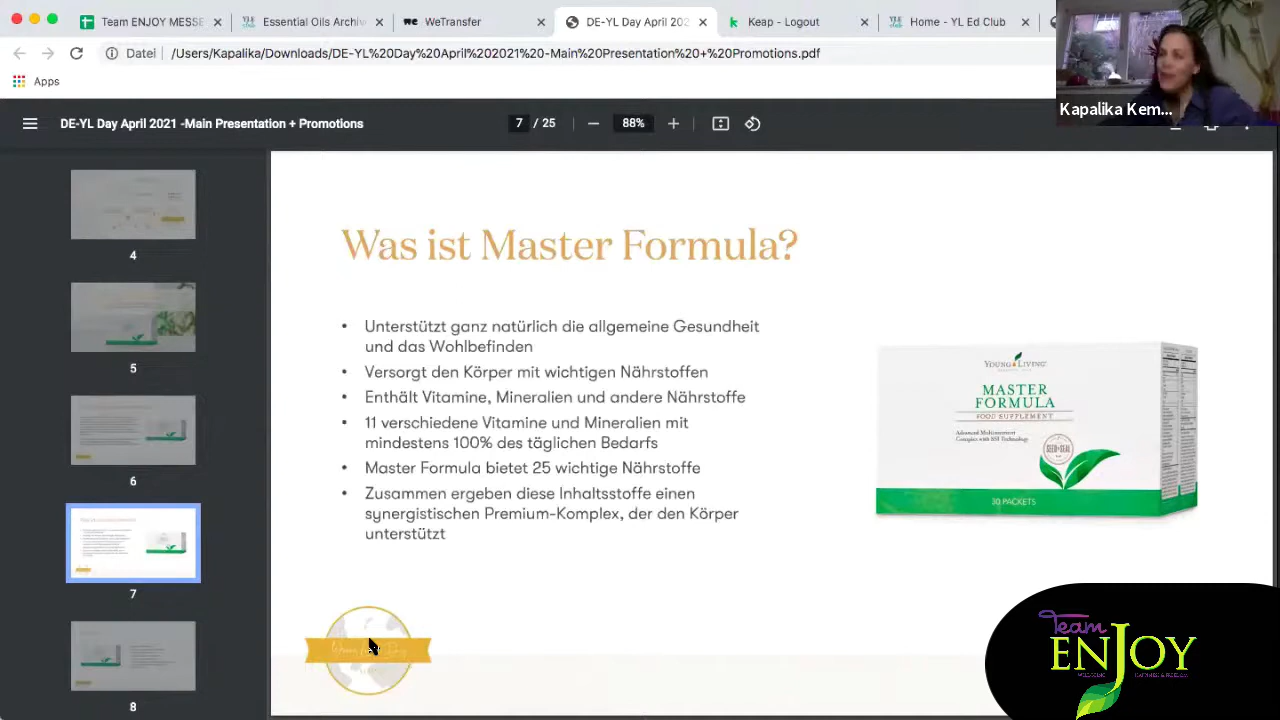 Team ENJOY MESSE
Essential Oils Archiv
WeTransfer
DE-YL Day April 202
Keap - Logout
Home - YL Ed Club
Datei
/Users/Kapalika/Downloads/DE-YL%20Day%20April%202021%20-Main%20Presentation%20+%20Promotions.pdf
Apps
Kapalika Kem...
DE-YL Day April 2021 -Main Presentation + Promotions
7 / 25
88%
4
5
6
7
8
Was ist Master Formula?
• Unterstützt ganz natürlich die allgemeine Gesundheit
und das Wohlbefinden
• Versorgt den Körper mit wichtigen Nährstoffen
• Enthält Vitamine, Mineralien und andere Nährstoffe
• 11 verschiedene Vitamine und Mineralien mit
mindestens 100% des täglichen Bedarfs
• Master Formula bietet 25 wichtige Nährstoffe
• Zusammen ergeben diese Inhaltsstoffe einen
synergistischen Premium-Komplex, der den Körper
unterstützt
YOUNG LIVING
MASTER
FORMULA
FOOD SUPPLEMENT
Advanced Multinutrient
SEED SEAL
30 PACKETS
Team
ENJOY